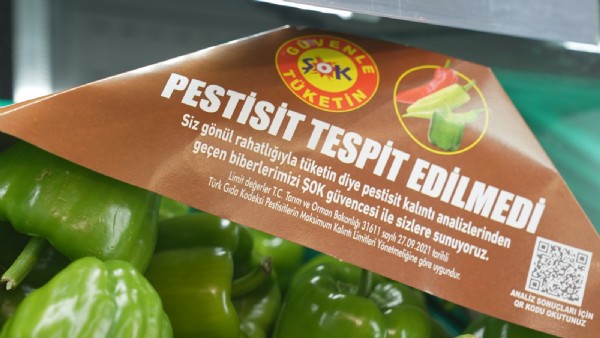 GÜVENLE
ŞOK
TÜKETİN
PESTİSİT TESPİT EDİLMEDİ
Siz gönül rahatlığıyla tüketin diye pestisit kalıntı analizlerinden
geçen biberlerimizi ŞOK güvencesi ile sizlere sunuyoruz.
Limit değerler T.C. Tarım ve Orman Bakanlığı 31611 sayılı 27.09.2021 tarihli
Türk Gıda Kodeksi Pestisitlerin Maksimum Kalıntı Limitleri Yönetmeliğine göre uygundur.
ANALİZ SONUÇLARI İÇİN
QR KODU OKUTUNUZ